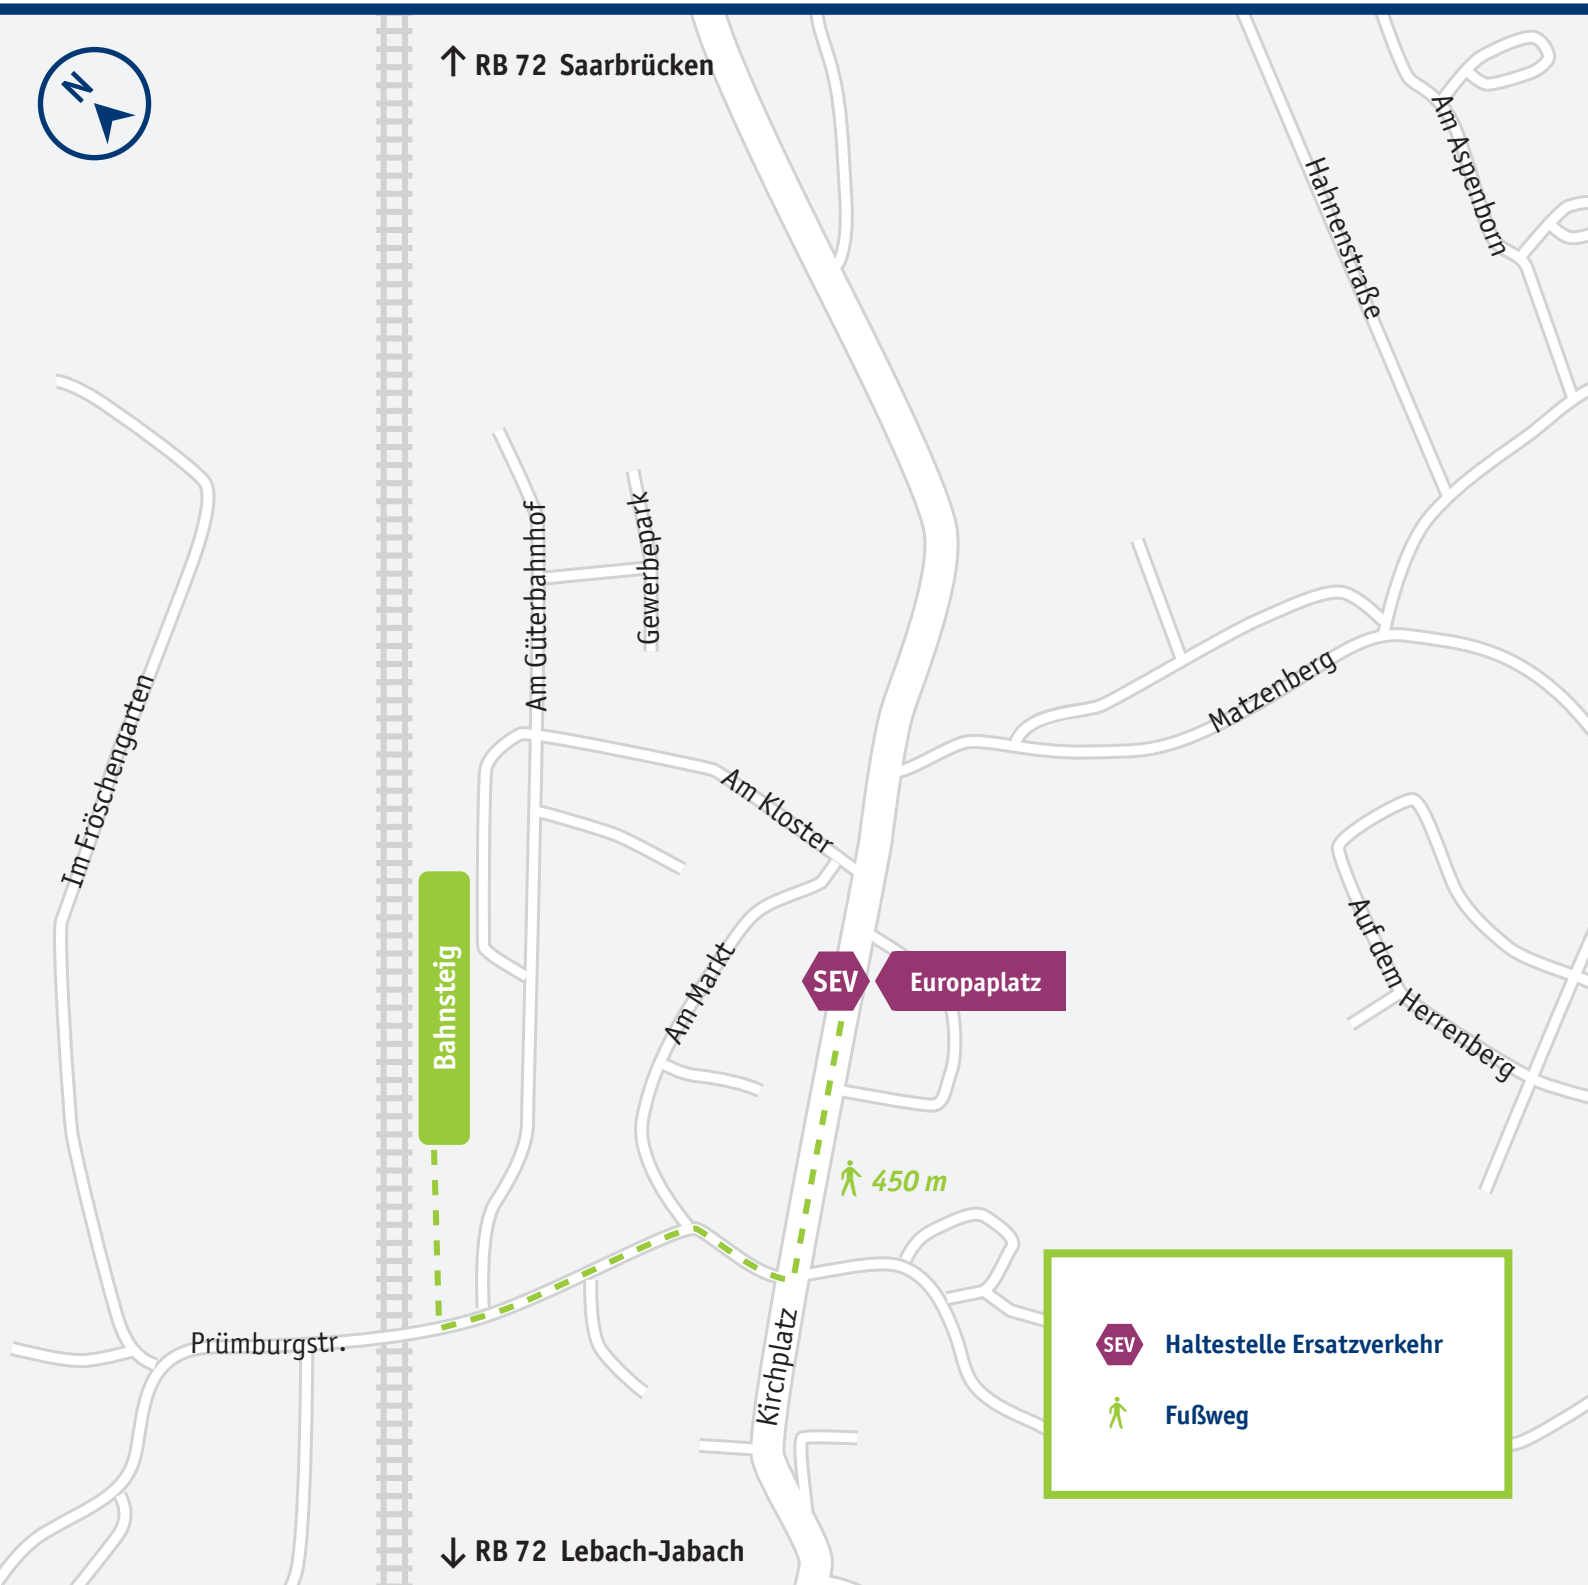 N
↑ RB 72 Saarbrücken
Am Aspenborn
Hahnenstraße
Am Güterbahnhof
Gewerbepark
Im Fröschengarten
Matzenberg
Am Kloster
Auf dem Herrenberg
Bahnsteig
Am Markt
SEV
Europaplatz
450 m
Prümburgstr.
Kirchplatz
SEV Haltestelle Ersatzverkehr
Fußweg
↓ RB 72 Lebach-Jabach